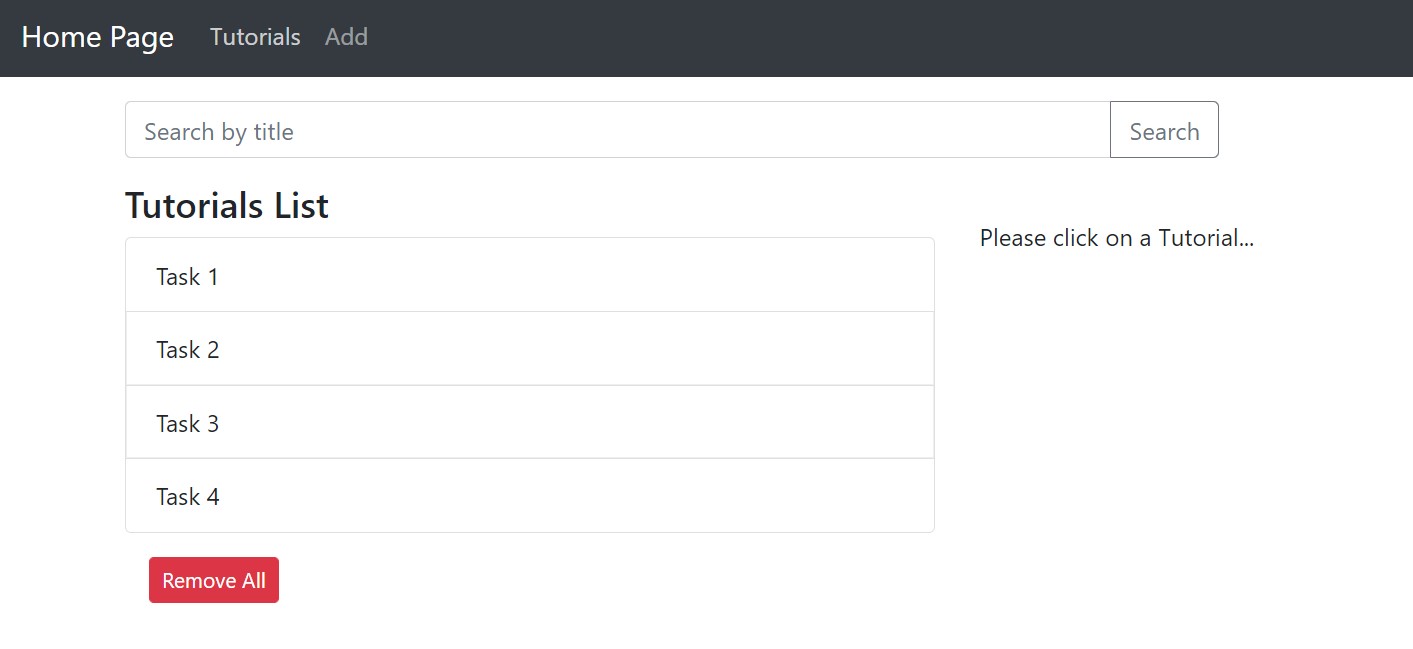 Home Page Tutorials Add
Search by title Search
Tutorials List
Please click on a Tutorial...
Task 1
Task 2
Task 3
Task 4
Remove All